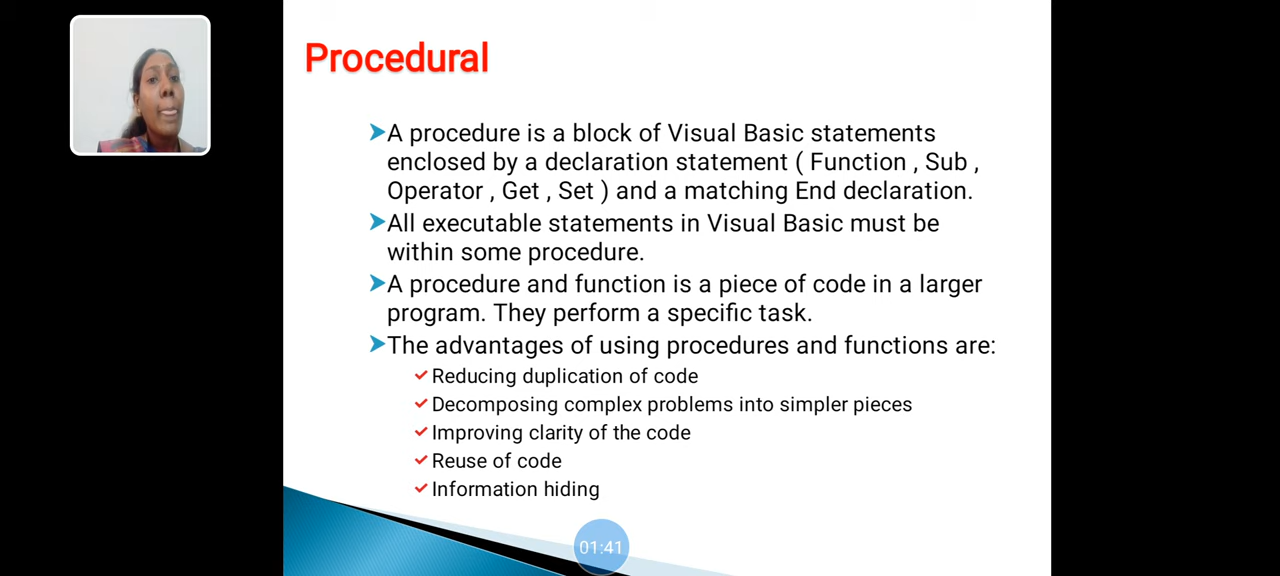 Procedural
A procedure is a block of Visual Basic statements
enclosed by a declaration statement ( Function , Sub ,
Operator , Get , Set ) and a matching End declaration.
All executable statements in Visual Basic must be
within some procedure.
A procedure and function is a piece of code in a larger
program. They perform a specific task.
The advantages of using procedures and functions are:
Reducing duplication of code
Decomposing complex problems into simpler pieces
Improving clarity of the code
Reuse of code
Information hiding
01:41